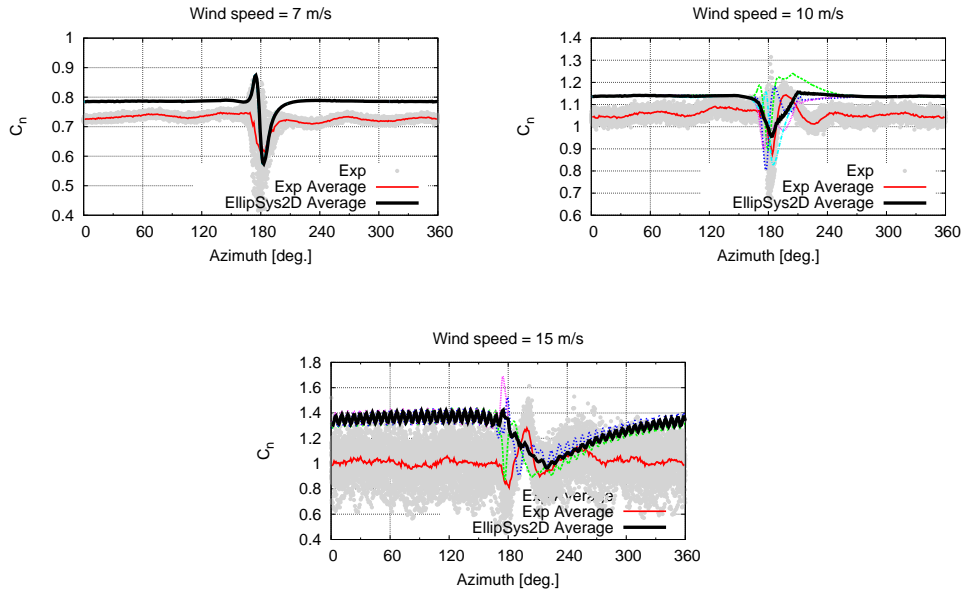 Wind speed = 7 m/s
1
0.9
0.8
0.7
0.6
0.5
0.4
Cn
Exp
Exp Average
EllipSys2D Average
0 60 120 180 240 300 360
Azimuth [deg.]
Wind speed = 10 m/s
1.4
1.3
1.2
1.1
1
0.9
0.8
0.7
0.6
Cn
Exp
Exp Average
EllipSys2D Average
0 60 120 180 240 300 360
Azimuth [deg.]
Wind speed = 15 m/s
1.8
1.6
1.4
1.2
1
0.8
0.6
0.4
Cn
Exp Average
Exp Average
EllipSys2D Average
0 60 120 180 240 300 360
Azimuth [deg.]